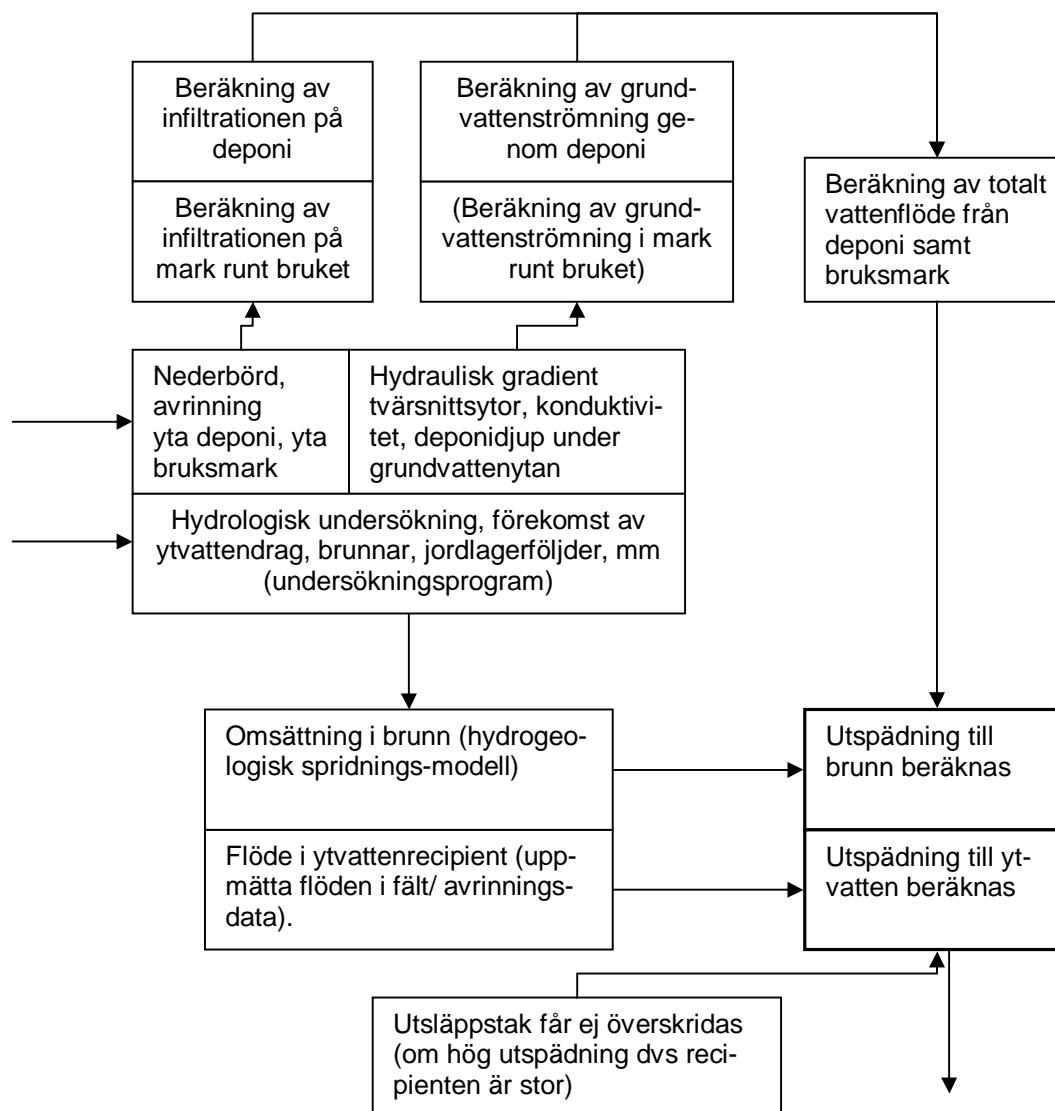 Beräkning av
infiltrationen på
deponi
Beräkning av
infiltrationen på
mark runt bruket
Beräkning av grund-
vattenströmning ge-
nom deponi
(Beräkning av grund-
vattenströmning i mark
runt bruket)
Beräkning av totalt
vattenflöde från
deponi samt
bruksmark
Nederbörd,
avrinning
yta deponi, yta
bruksmark
Hydraulisk gradient
tvärsnittsytor, konduktivi-
tet, deponidjup under
grundvattenytan
Hydrologisk undersökning, förekomst av
ytvattendrag, brunnar, jordlagerföljder, mm
(undersökningsprogram)
Omsättning i brunn (hydrogeo-
logisk spridnings-modell)
Flöde i ytvattenrecipient (upp-
mätta flöden i fält/ avrinnings-
data).
Utspädning till
brunn beräknas
Utspädning till yt-
vatten beräknas
Utsläppstak får ej överskridas
(om hög utspädning dvs reci-
pienten är stor)